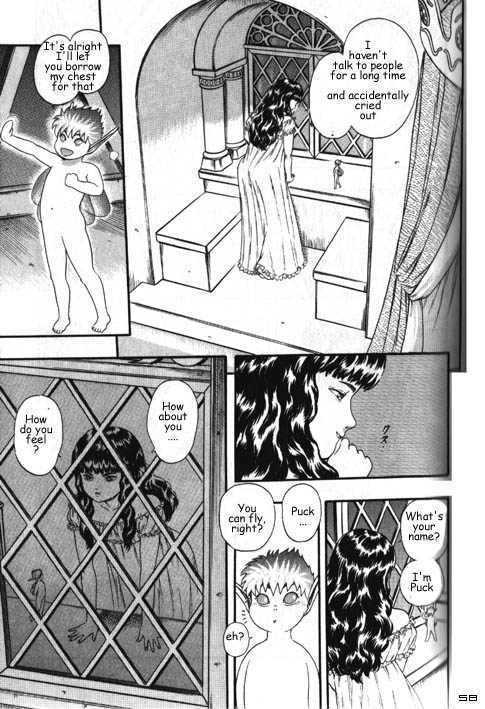 I
haven't
talk to people
for a long time
and accidentally
cried
out
It's alright
I'll let
you borrow
my chest
for that
クス
How
about
you
....
How
do you
feel
?
What's
your
name?
I'm
Puck
Puck
....
You
can fly,
right?
eh?
58